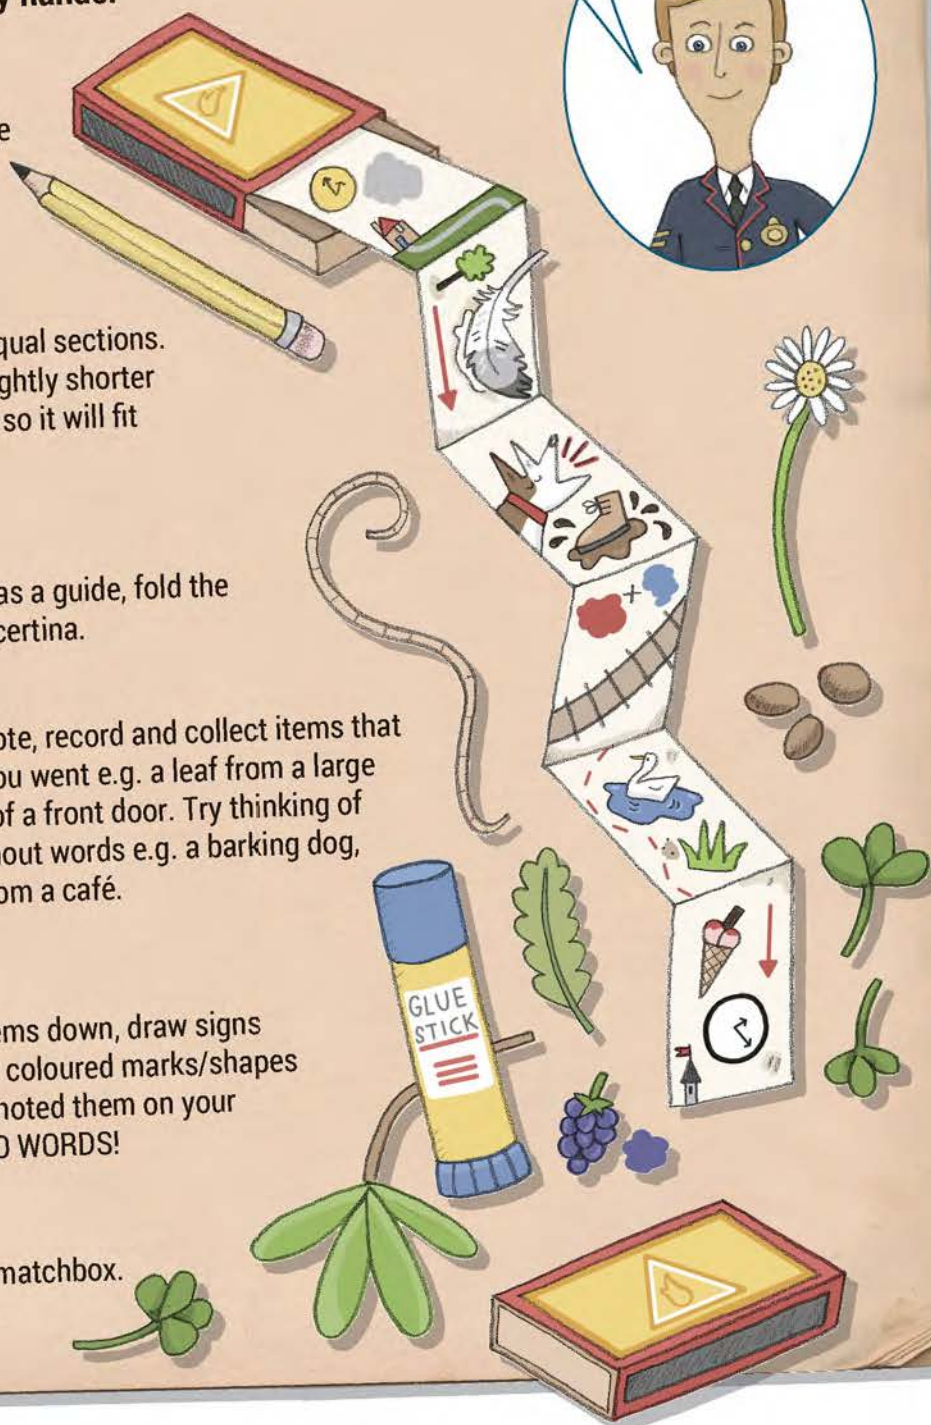 y hands.
e
qual sections.
ghtly shorter
so it will fit
as a guide, fold the
certina.
ote, record and collect items that
ou went e.g. a leaf from a large
of a front door. Try thinking of
out words e.g. a barking dog,
om a café.
GLUE
STICK
ems down, draw signs
coloured marks/shapes
noted them on your
O WORDS!
matchbox.